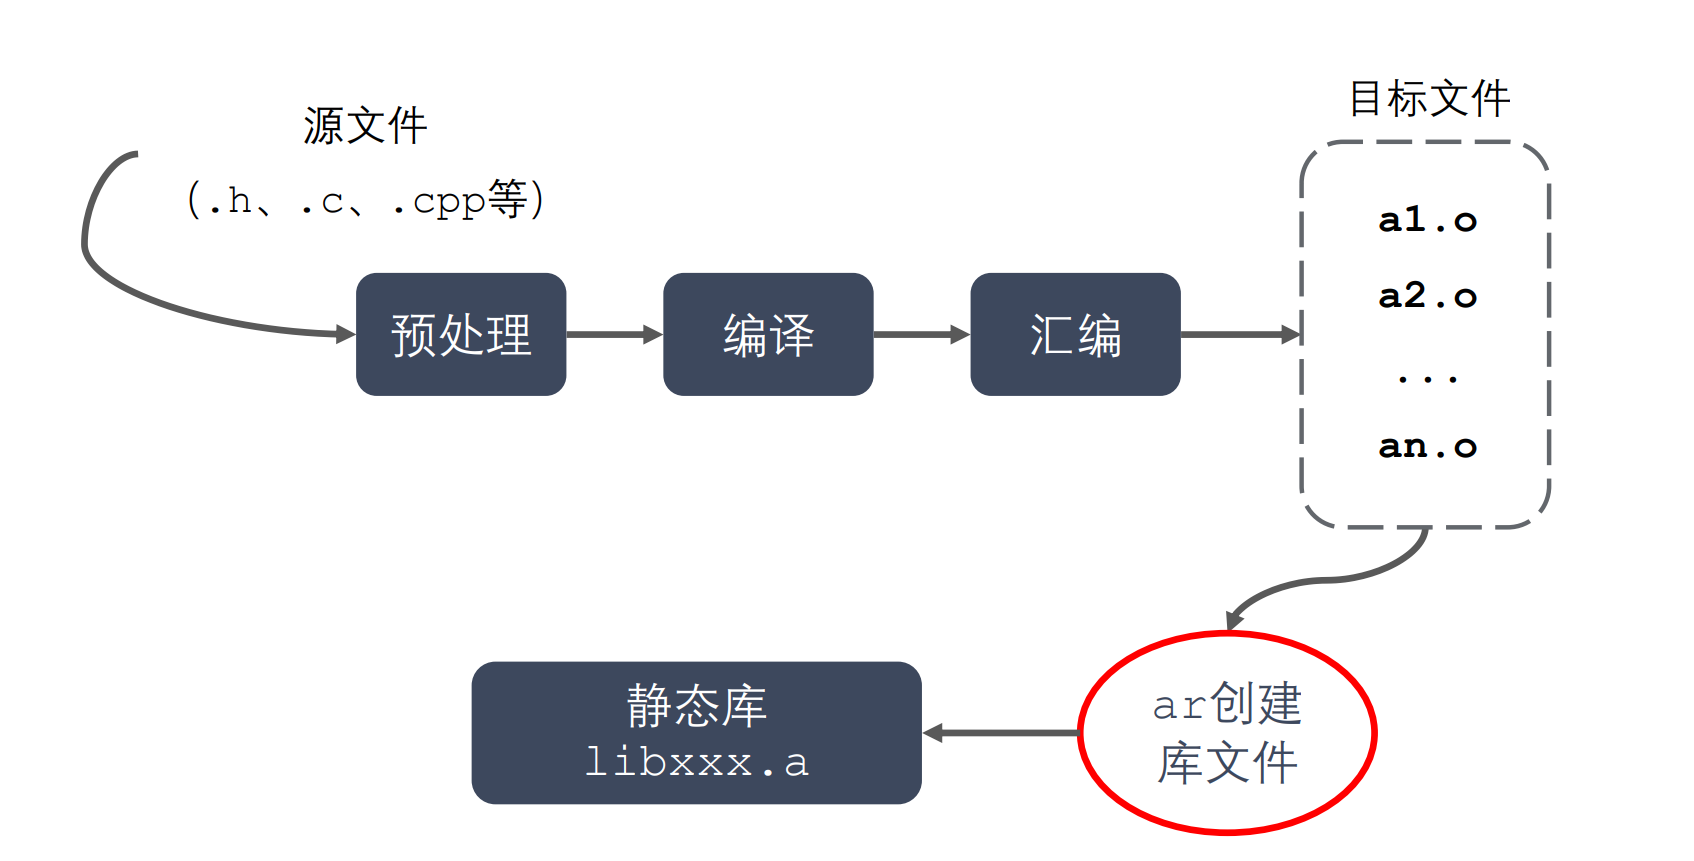 源文件
(.h、.c、.cpp等)
预处理
编译
汇编
目标文件
a1.o
a2.o
...
an.o
ar创建
库文件
静态库
libxxx.a